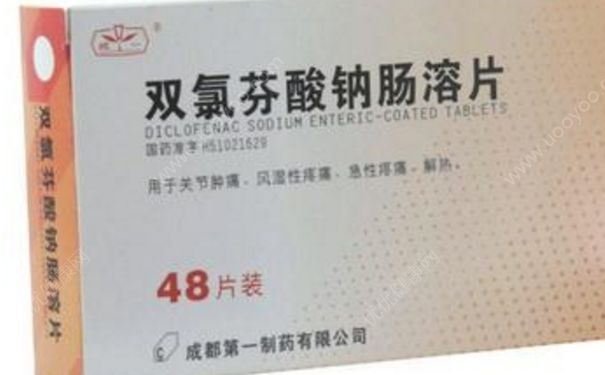 双氯芬酸钠肠溶片
DICLOFENAC SODIUM ENTERIC-COATED TABLETS
国药准字H51021629
用于关节肿痛、风湿性疼痛、急性疼痛、解热。
48片装
成都第一制药有限公司
双氯芬酸钠肠溶片